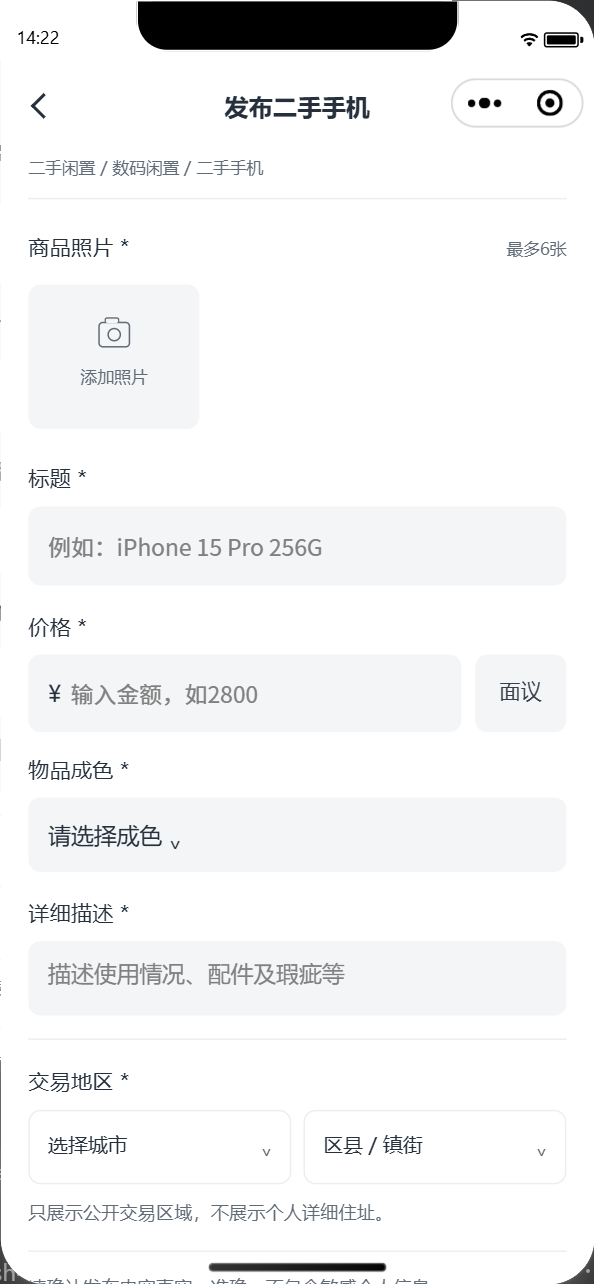 14:22
发布二手手机
二手闲置 / 数码闲置 / 二手手机
商品照片 *
最多6张
添加照片
标题 *
例如：iPhone 15 Pro 256G
价格 *
¥ 输入金额，如2800
面议
物品成色 *
请选择成色 v
详细描述 *
描述使用情况、配件及瑕疵等
交易地区 *
选择城市 v
区县 / 镇街 v
只展示公开交易区域，不展示个人详细住址。